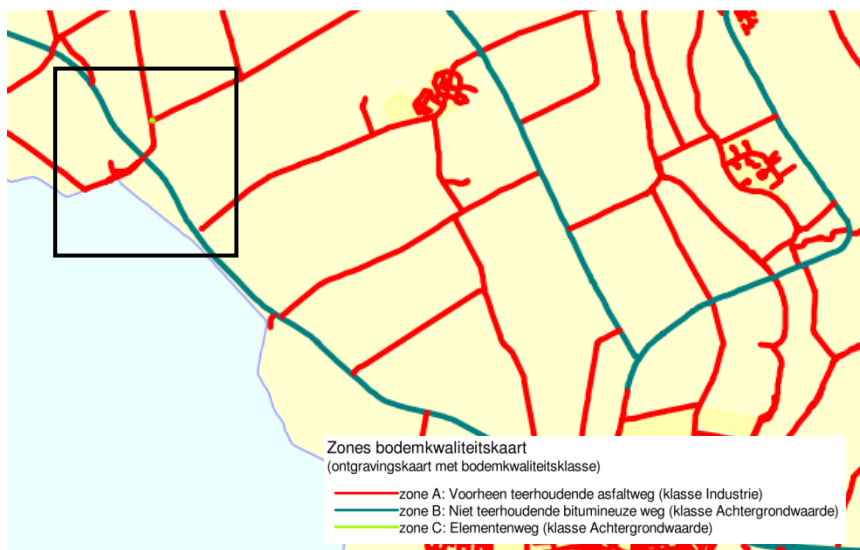 Zones bodemkwaliteitskaart
(ontgravingskaart met bodemkwaliteitsklasse)
zone A: Voorheen teerhoudende asfaltweg (klasse Industrie)
zone B: Niet teerhoudende bitumineuze weg (klasse Achtergrondwaarde)
zone C: Elementenweg (klasse Achtergrondwaarde)